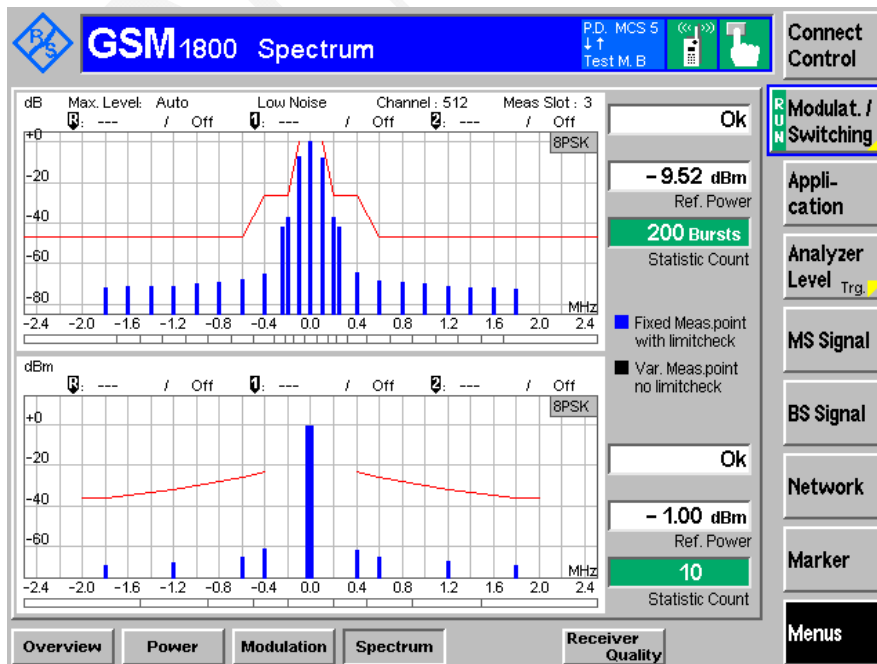 R&S
GSM 1800 Spectrum
P.D. MCS 5
↓↑
Test M. B
Connect
Control
dB Max. Level: Auto Low Noise Channel : 512 Meas Slot : 3
R: --- / Off 1: --- / Off 2: --- / Off
8PSK
+0
-20
-40
-60
-80
MHz
-2.4 -2.0 -1.6 -1.2 -0.8 -0.4 0.0 0.4 0.8 1.2 1.6 2.0 2.4
Ok
- 9.52 dBm
Ref. Power
200 Bursts
Statistic Count
Fixed Meas.point
with limitcheck
Var. Meas.point
no limitcheck
dBm
R: --- / Off 1: --- / Off 2: --- / Off
8PSK
+0
-20
-40
-60
MHz
-2.4 -2.0 -1.6 -1.2 -0.8 -0.4 0.0 0.4 0.8 1.2 1.6 2.0 2.4
Ok
- 1.00 dBm
Ref. Power
10
Statistic Count
RUN
Modulat. /
Switching
Appli-
cation
Analyzer
Level Trg.
MS Signal
BS Signal
Network
Marker
Menus
Overview
Power
Modulation
Spectrum
Receiver
Quality